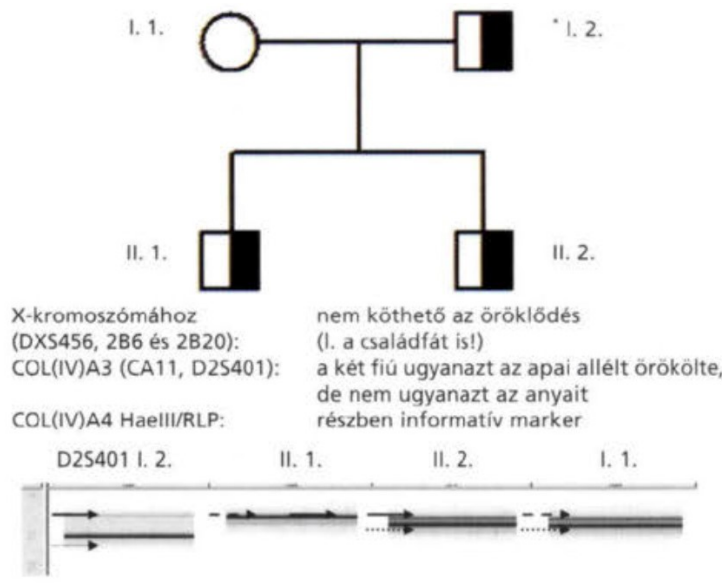 I. 1.
I. 2.
II. 1.
II. 2.
X-kromoszómához nem köthető az öröklődés
(DXS456, 2B6 és 2B20): (l. a családfát is!)
COL(IV)A3 (CA11, D2S401): a két fiú ugyanazt az apai allélt örökölte,
de nem ugyanazt az anyait
COL(IV)A4 HaeIII/RLP: részben informatív marker
D2S401 I. 2. II. 1. II. 2. I. 1.